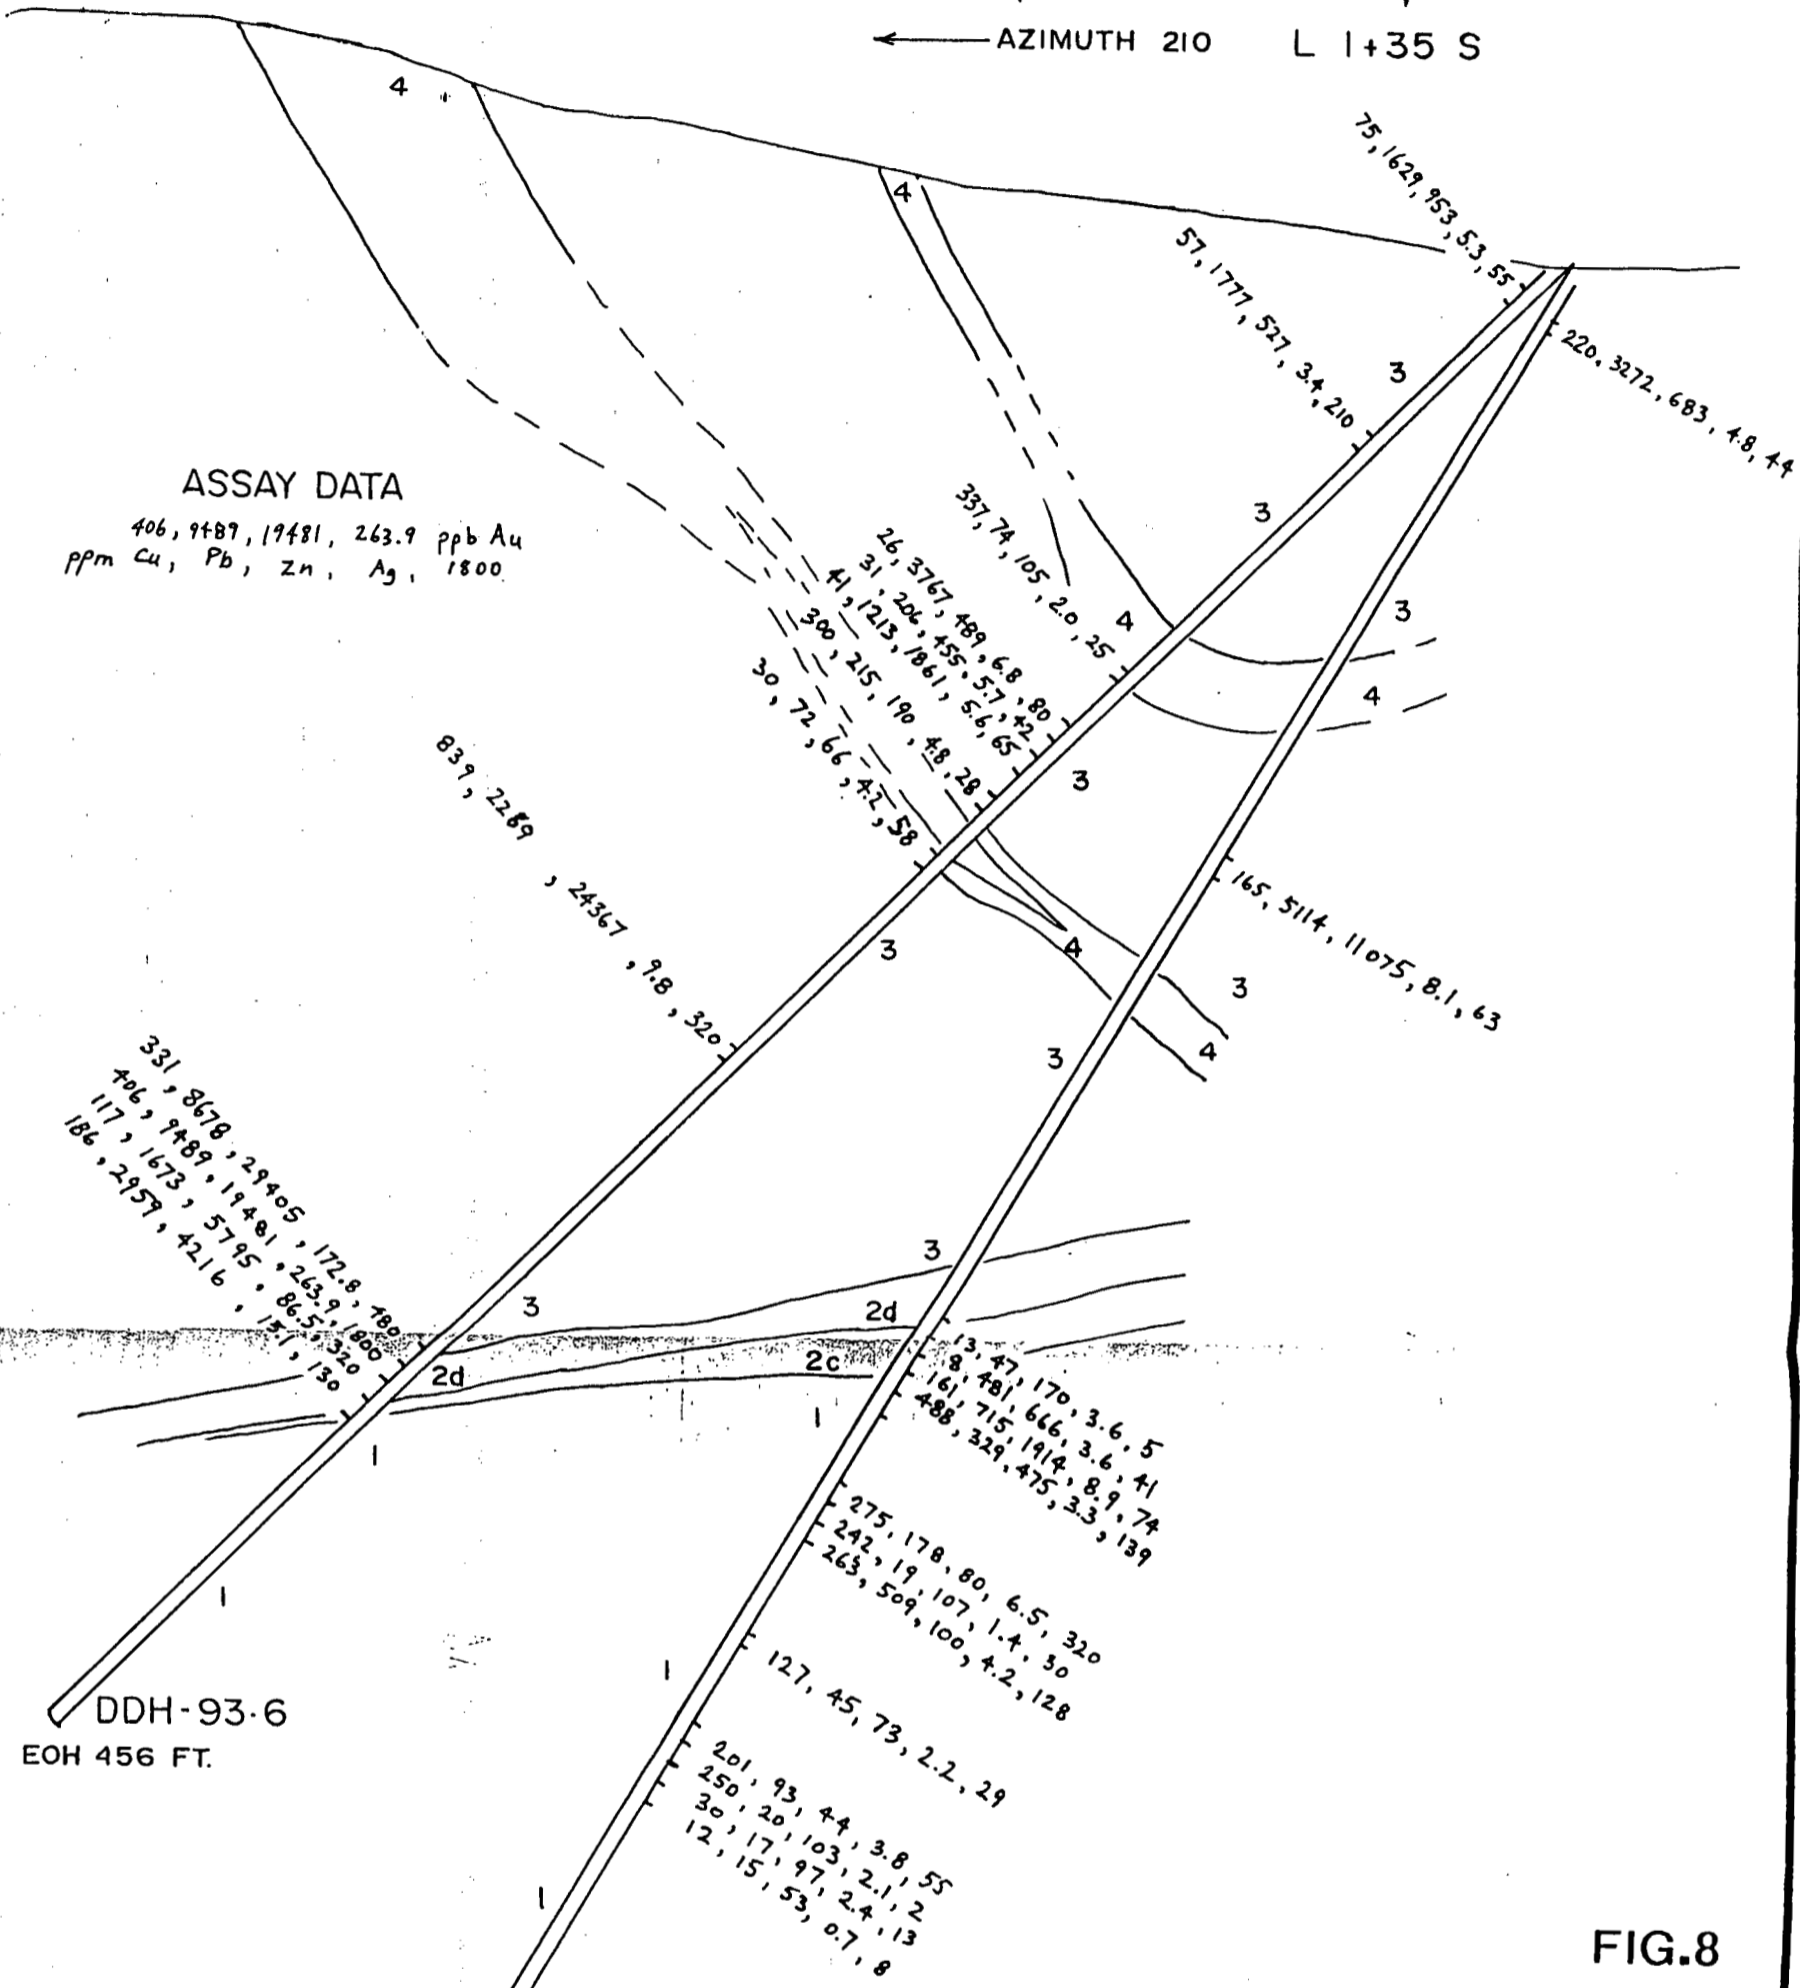 AZIMUTH 210 L 1+35 S
4
4
75, 1629, 953, 5.3, 55
57, 1777, 527, 3.4, 210
3
220, 3272, 683, 4.8, 44
ASSAY DATA
406, 9489, 19481, 263.9 ppb Au
ppm Cu, Pb, Zn, Ag, 1800
3
337, 74, 105, 2.0, 25
4
3
4
26, 3767, 489, 6.8, 80
31, 206, 455, 5.7, 42
41, 1213, 1861, 5.6, 65
300, 215, 190, 4.8, 28
30, 72, 66, 4.2, 58
3
839, 2289, 24367, 9.8, 320
165, 5114, 11075, 8.1, 63
3
4
3
4
3
331, 8678, 29405, 172.8, 480
406, 9489, 19481, 263.9, 1800
117, 1673, 5795, 86.5, 320
186, 2959, 4216, 15.1, 130
3
3
2d
2d
2c
1
1
13, 47, 170, 3.6, 5
8, 481, 666, 3.6, 41
161, 715, 1914, 8.9, 74
488, 329, 475, 3.3, 139
275, 178, 80, 6.5, 320
242, 19, 107, 1.4, 30
263, 509, 100, 4.2, 128
1
1
127, 45, 73, 2.2, 29
DDH-93.6
EOH 456 FT.
201, 93, 44, 3.8, 55
250, 20, 103, 2.1, 2
30, 17, 97, 2.4, 13
12, 15, 53, 0.7, 8
1
FIG.8